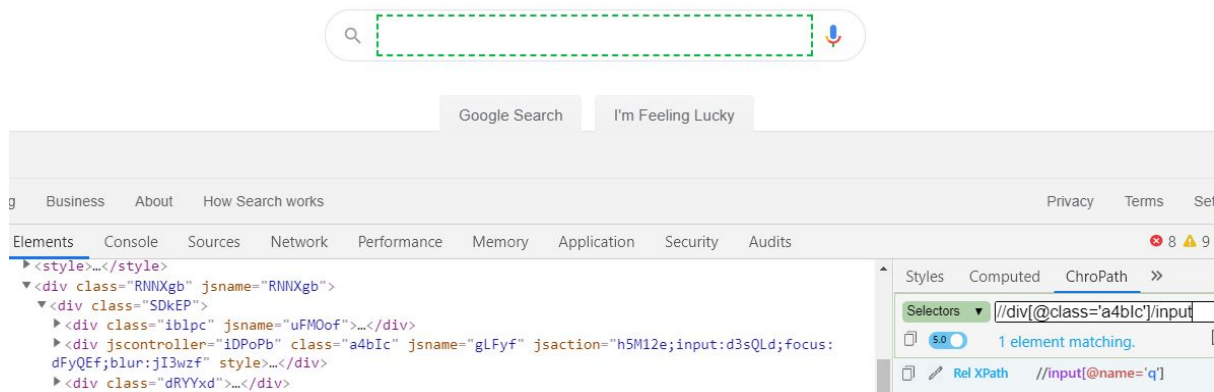 Google Search I'm Feeling Lucky
g Business About How Search works Privacy Terms Set
Elements Console Sources Network Performance Memory Application Security Audits 8 9
<style>…</style>
<div class="RNNXgb" jsname="RNNXgb">
<div class="SDkEP">
<div class="iblpc" jsname="uFMOof">…</div>
<div jscontroller="iDPoPb" class="a4bIc" jsname="gLFyf" jsaction="h5M12e;input:d3sQLd;focus:
dFyQEf;blur:jI3wzf" style>…</div>
<div class="dRYYxd">…</div>
Styles Computed ChroPath »
Selectors //div[@class='a4bIc']/input
5.0 1 element matching.
Rel XPath //input[@name='q']